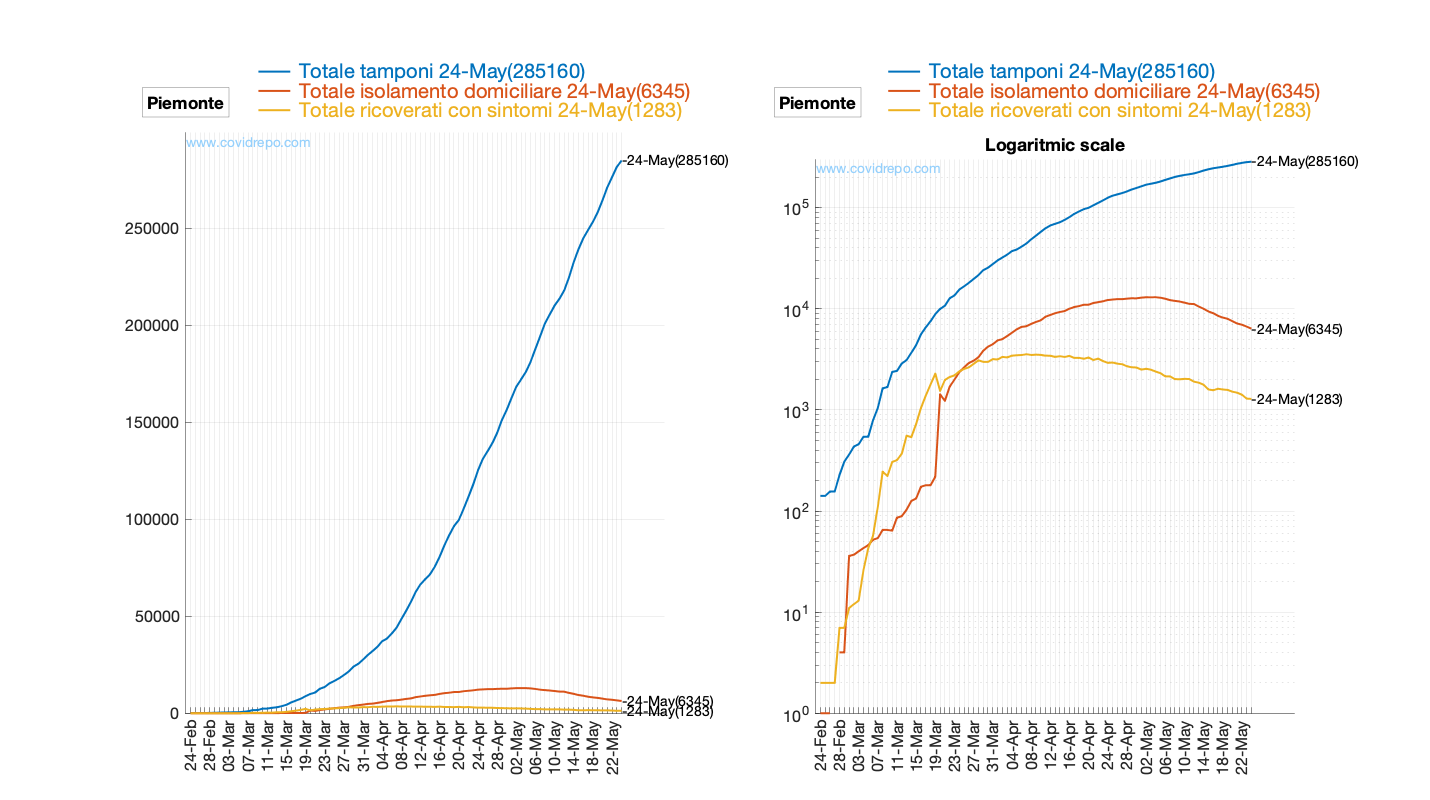 Piemonte
Totale tamponi 24-May(285160)
Totale isolamento domiciliare 24-May(6345)
Totale ricoverati con sintomi 24-May(1283)
www.covidrepo.com
24-May(285160)
250000
200000
150000
100000
50000
0
24-May(6345)
24-May(1283)
24-Feb
28-Feb
03-Mar
07-Mar
11-Mar
15-Mar
19-Mar
23-Mar
27-Mar
31-Mar
04-Apr
08-Apr
12-Apr
16-Apr
20-Apr
24-Apr
28-Apr
02-May
06-May
10-May
14-May
18-May
22-May
Piemonte
Totale tamponi 24-May(285160)
Totale isolamento domiciliare 24-May(6345)
Totale ricoverati con sintomi 24-May(1283)
Logaritmic scale
www.covidrepo.com
24-May(285160)
10^5
10^4
24-May(6345)
10^3
24-May(1283)
10^2
10^1
10^0
24-Feb
28-Feb
03-Mar
07-Mar
11-Mar
15-Mar
19-Mar
23-Mar
27-Mar
31-Mar
04-Apr
08-Apr
12-Apr
16-Apr
20-Apr
24-Apr
28-Apr
02-May
06-May
10-May
14-May
18-May
22-May